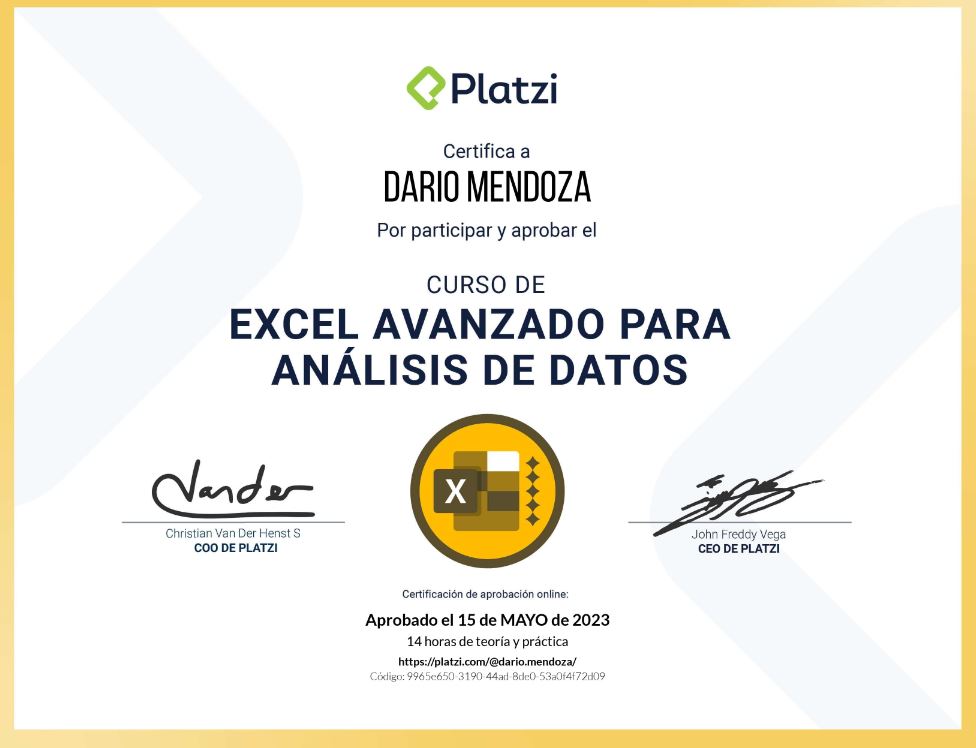 Platzi
Certifica a
DARIO MENDOZA
Por participar y aprobar el
CURSO DE
EXCEL AVANZADO PARA
ANÁLISIS DE DATOS
X
Vander
Christian Van Der Henst S
COO DE PLATZI
John Freddy Vega
CEO DE PLATZI
Certificación de aprobación online:
Aprobado el 15 de MAYO de 2023
14 horas de teoría y práctica
https://platzi.com/@dario.mendoza/
Código: 9965e650-3190-44ad-8de0-53a0f4f72d09